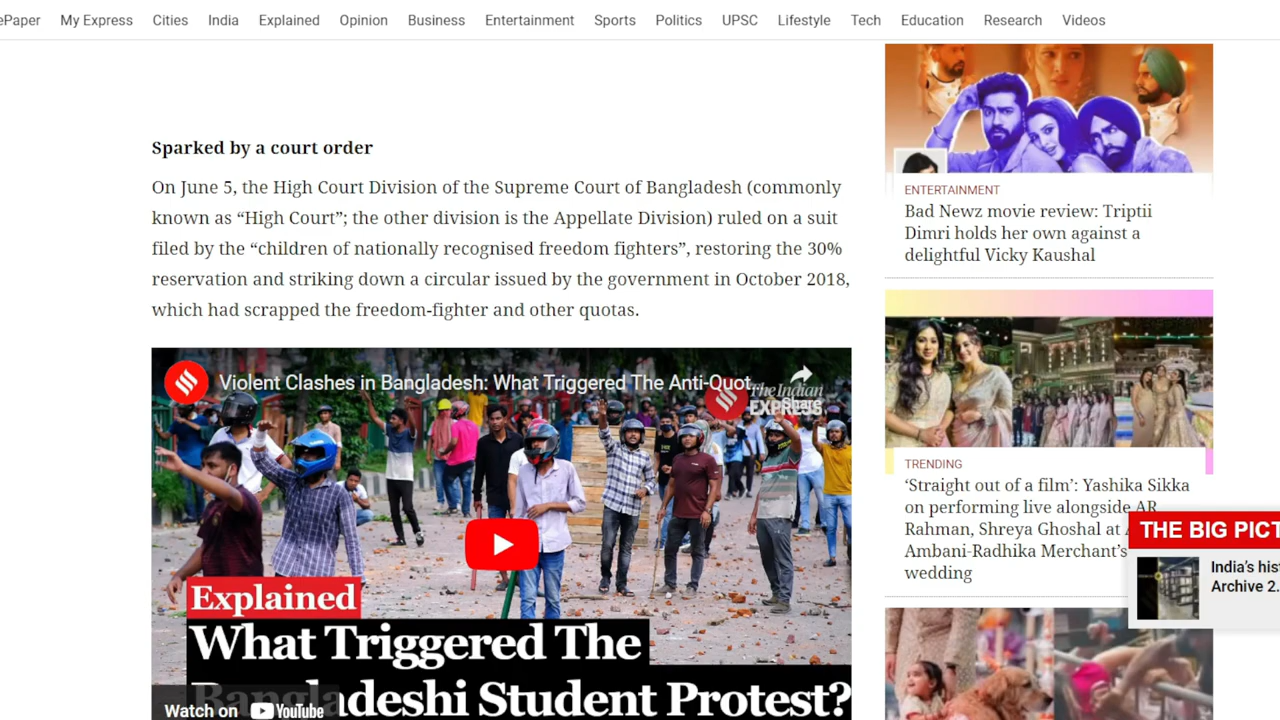 ePaper My Express Cities India Explained Opinion Business Entertainment Sports Politics UPSC Lifestyle Tech Education Research Videos
Sparked by a court order
On June 5, the High Court Division of the Supreme Court of Bangladesh (commonly
known as “High Court”; the other division is the Appellate Division) ruled on a suit
filed by the “children of nationally recognised freedom fighters”, restoring the 30%
reservation and striking down a circular issued by the government in October 2018,
which had scrapped the freedom-fighter and other quotas.
Violent Clashes in Bangladesh: What Triggered The Anti-Quot...
The Indian
EXPRESS
Share
Explained
What Triggered The
Bangladeshi Student Protest?
Watch on YouTube
ENTERTAINMENT
Bad Newz movie review: Triptii
Dimri holds her own against a
delightful Vicky Kaushal
TRENDING
‘Straight out of a film’: Yashika Sikka
on performing live alongside AR
Rahman, Shreya Ghoshal at
Ambani-Radhika Merchant’s
wedding
THE BIG PICT
India’s his
Archive 2.